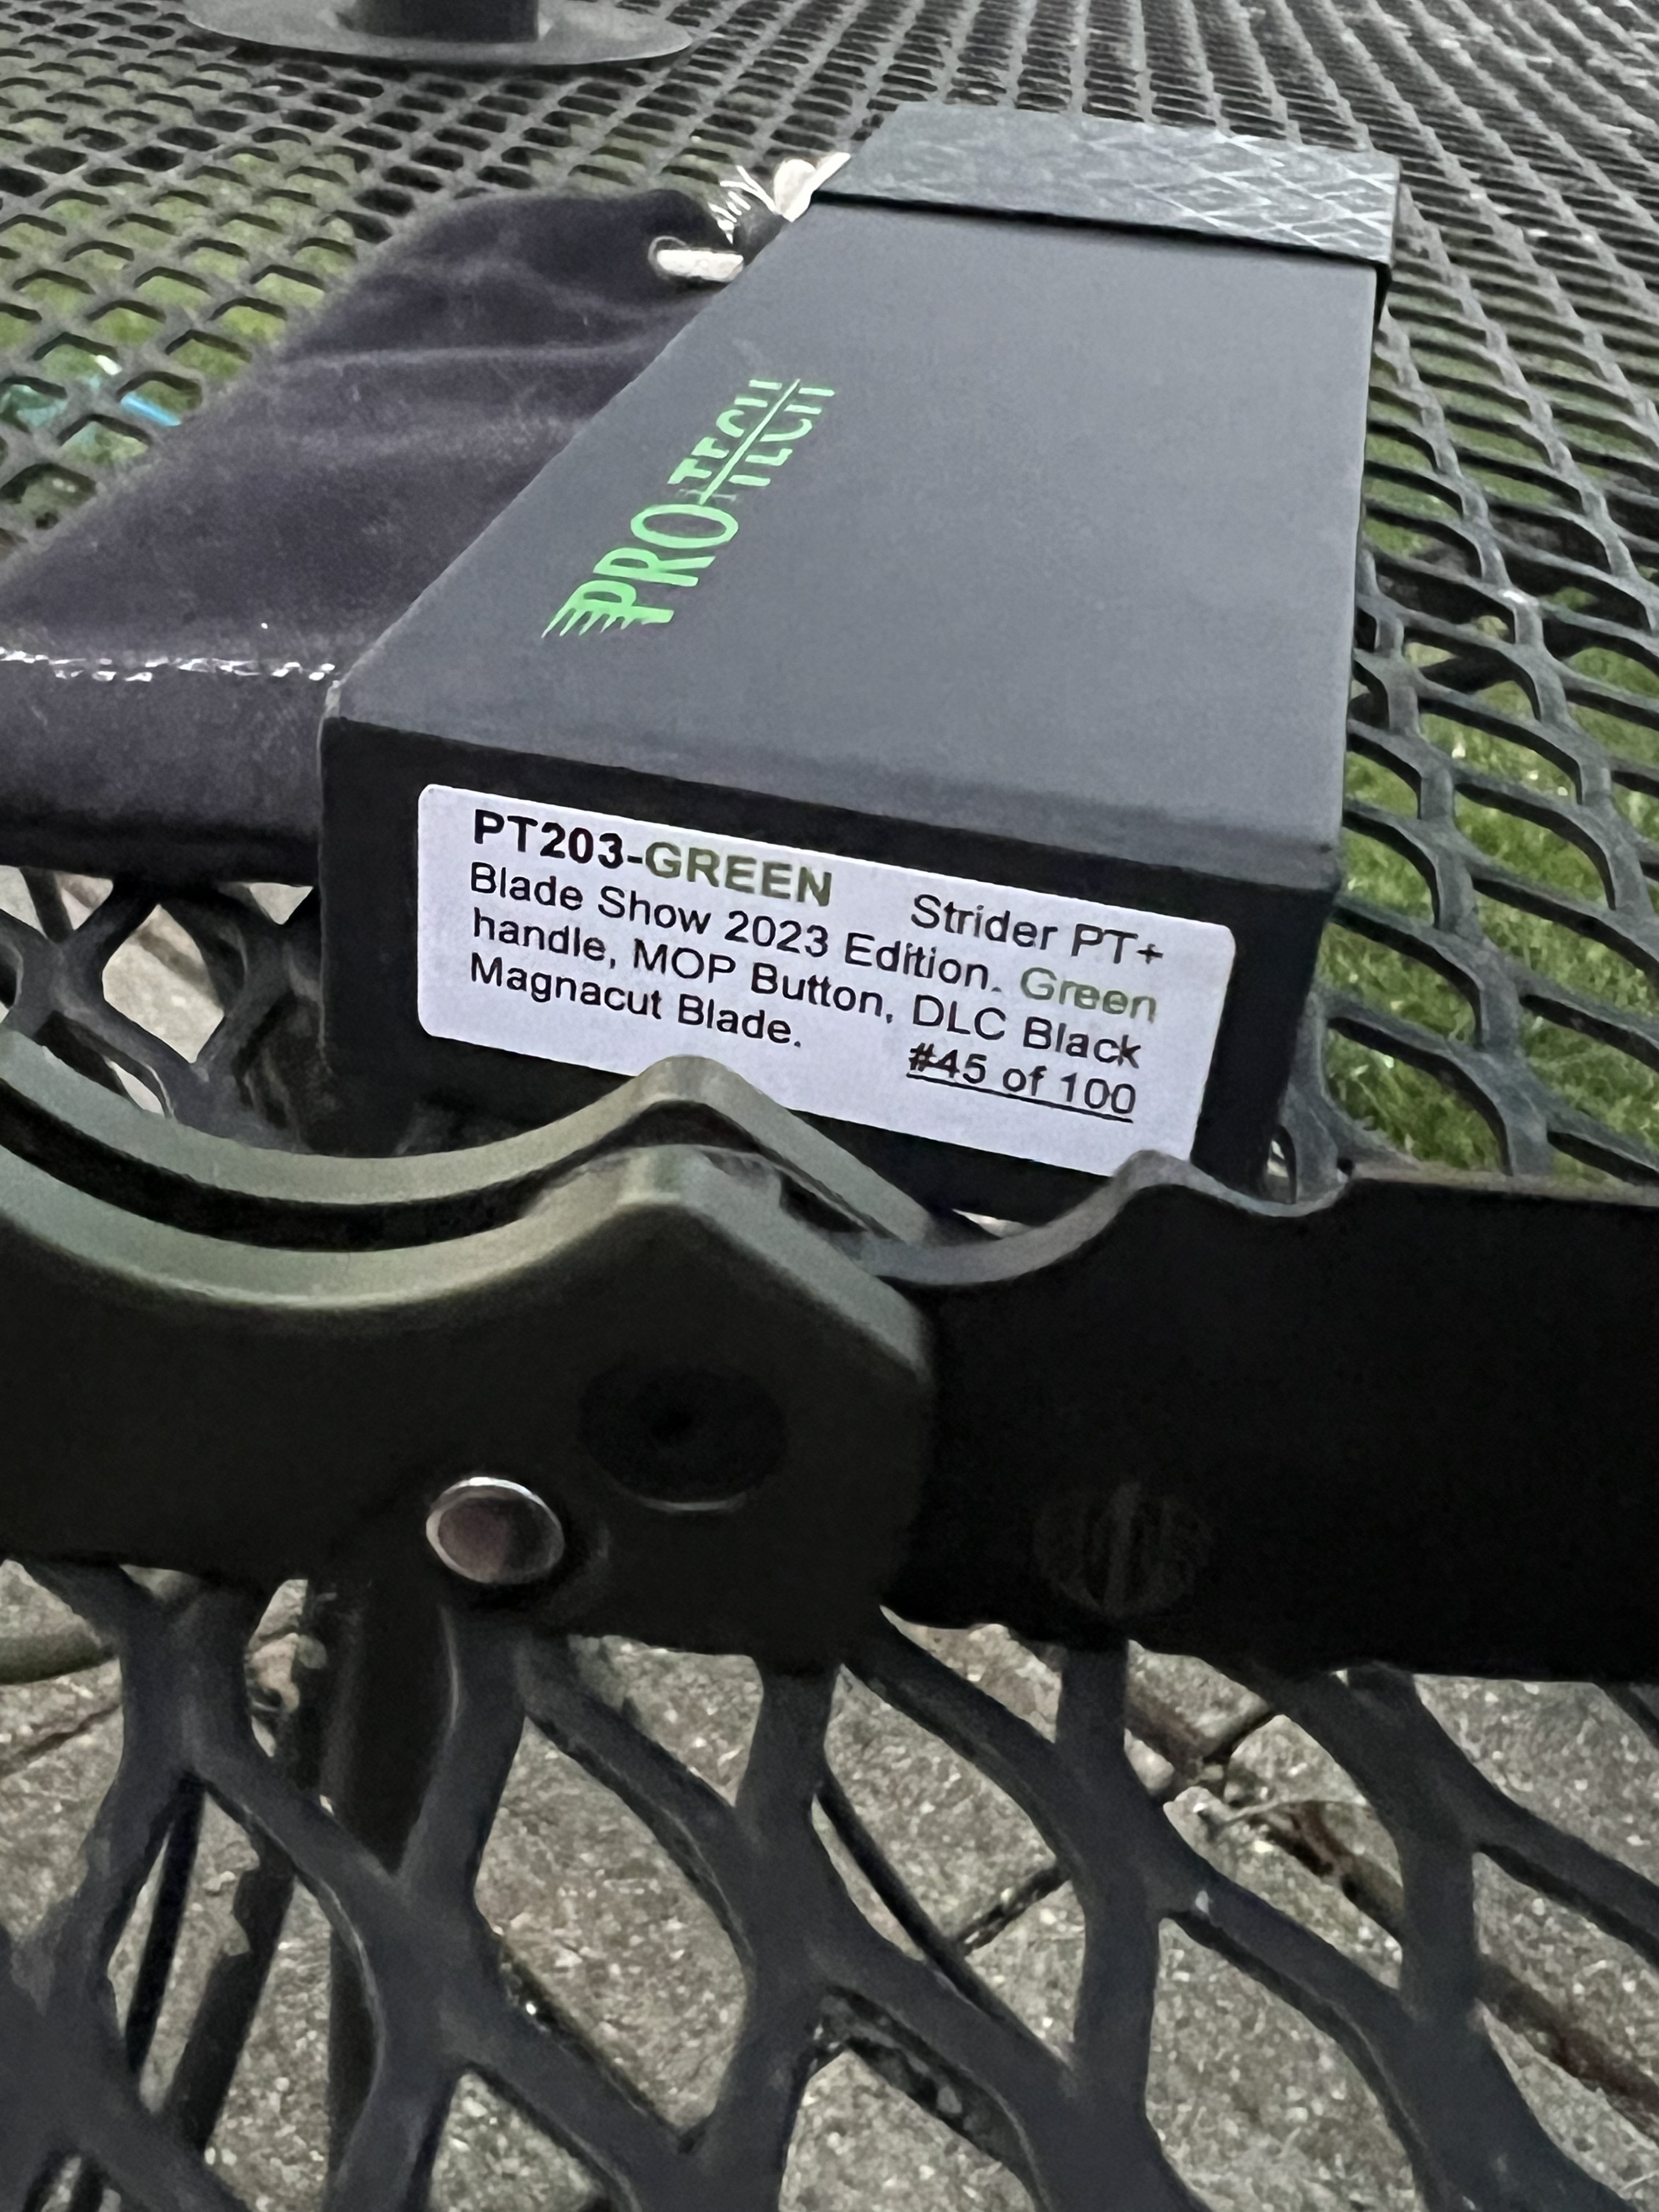 PRO-TECH
PT203-GREEN Strider PT+
Blade Show 2023 Edition. Green
handle, MOP Button, DLC Black
Magnacut Blade. #45 of 100